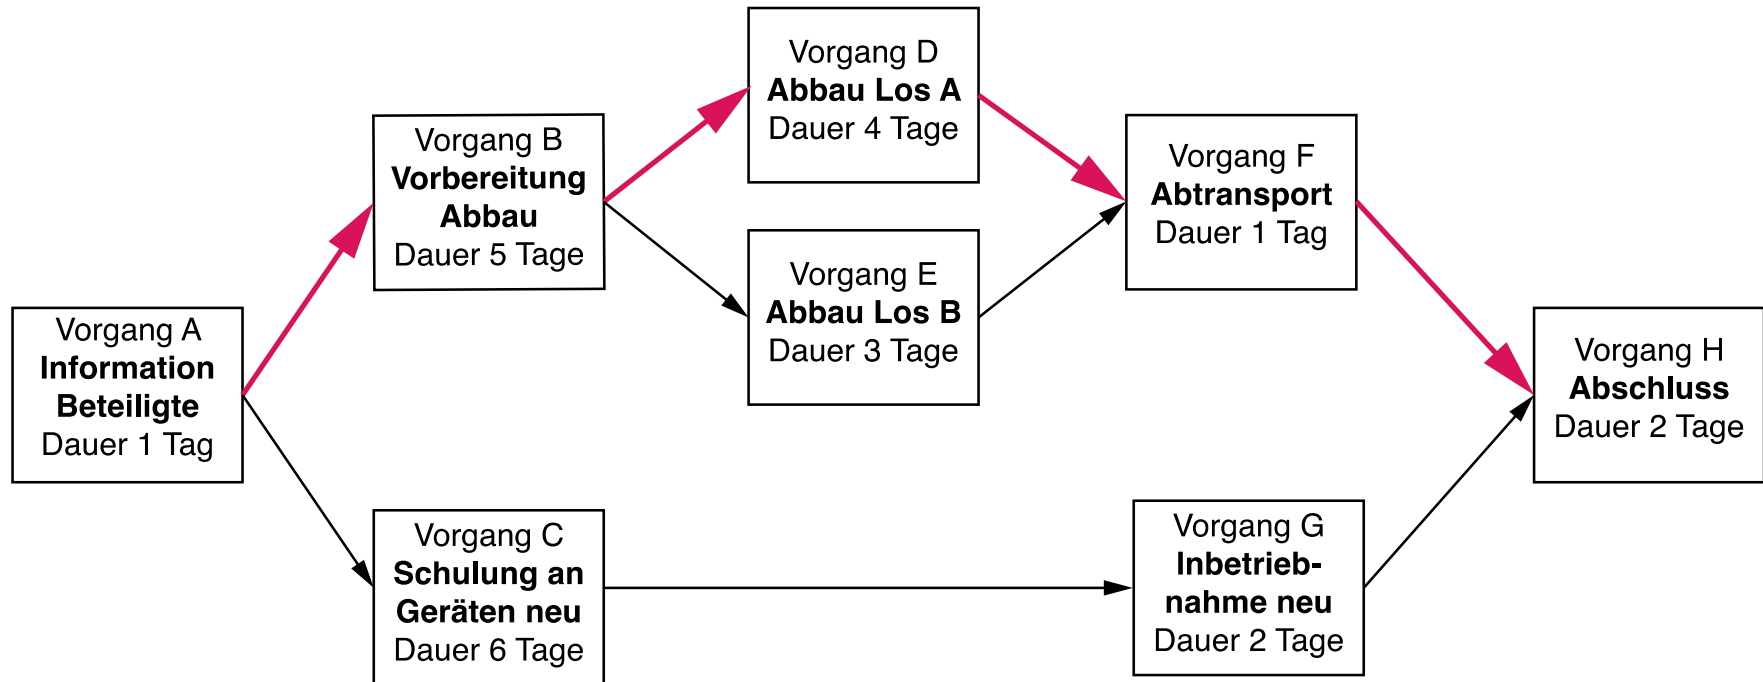 Vorgang A
Information
Beteiligte
Dauer 1 Tag
Vorgang B
Vorbereitung
Abbau
Dauer 5 Tage
Vorgang C
Schulung an
Geräten neu
Dauer 6 Tage
Vorgang D
Abbau Los A
Dauer 4 Tage
Vorgang E
Abbau Los B
Dauer 3 Tage
Vorgang F
Abtransport
Dauer 1 Tag
Vorgang G
Inbetrieb-
nahme neu
Dauer 2 Tage
Vorgang H
Abschluss
Dauer 2 Tage